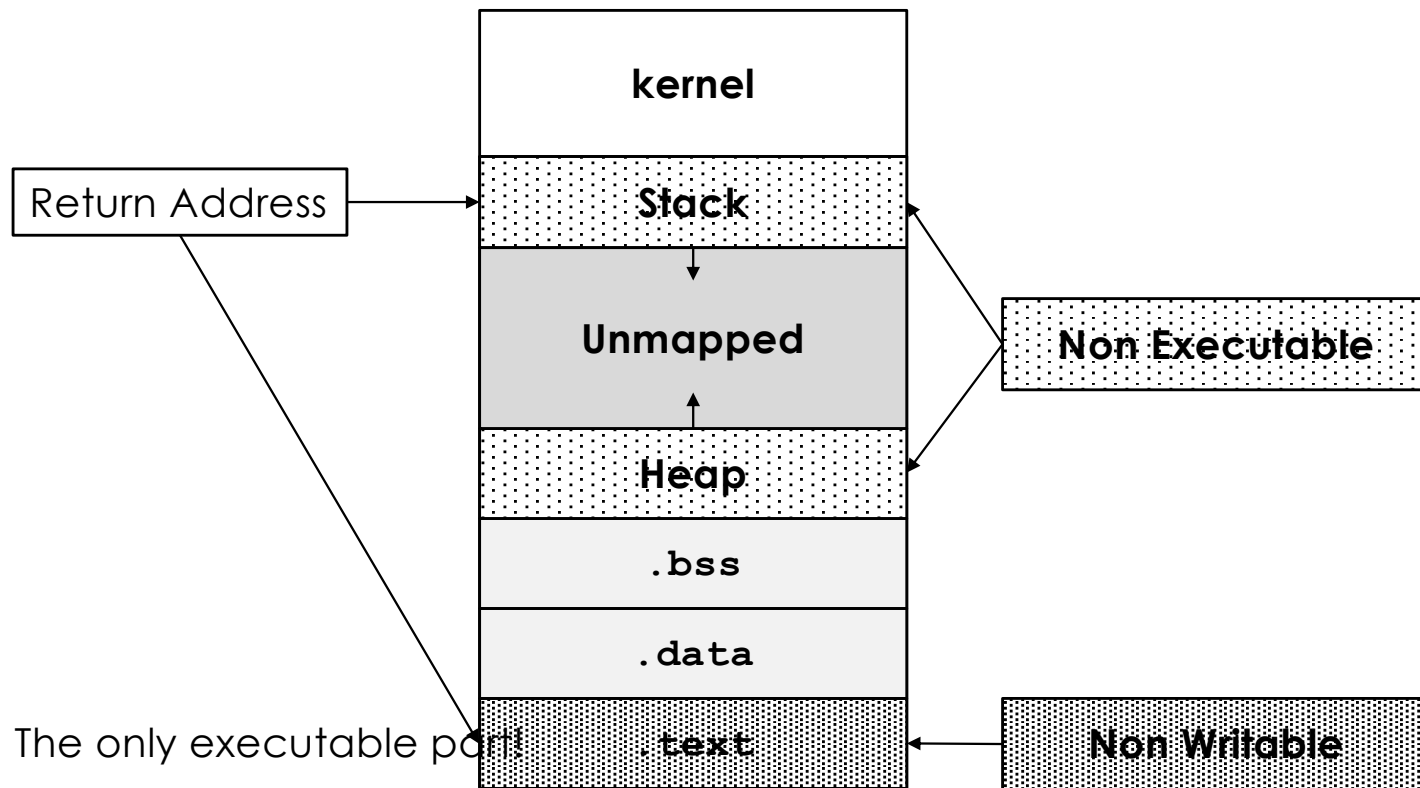 kernel
Return Address
Stack
Unmapped
Non Executable
Heap
.bss
.data
The only executable part!
.text
Non Writable